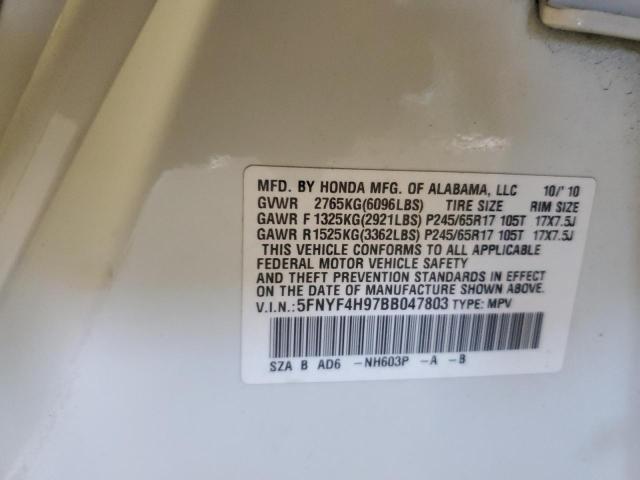 MFD. BY HONDA MFG. OF ALABAMA, LLC 10/'10
GVWR 2765KG(6096LBS) TIRE SIZE RIM SIZE
GAWR F 1325KG(2921LBS) P245/65R17 105T 17X7.5J
GAWR R 1525KG(3362LBS) P245/65R17 105T 17X7.5J
THIS VEHICLE CONFORMS TO ALL APPLICABLE
FEDERAL MOTOR VEHICLE SAFETY
AND THEFT PREVENTION STANDARDS IN EFFECT
ON THE DATE OF MANUFACTURE SHOWN ABOVE.
V.I.N.:5FNYF4H97BB047803 TYPE: MPV
SZA B AD6 -NH603P -A -B